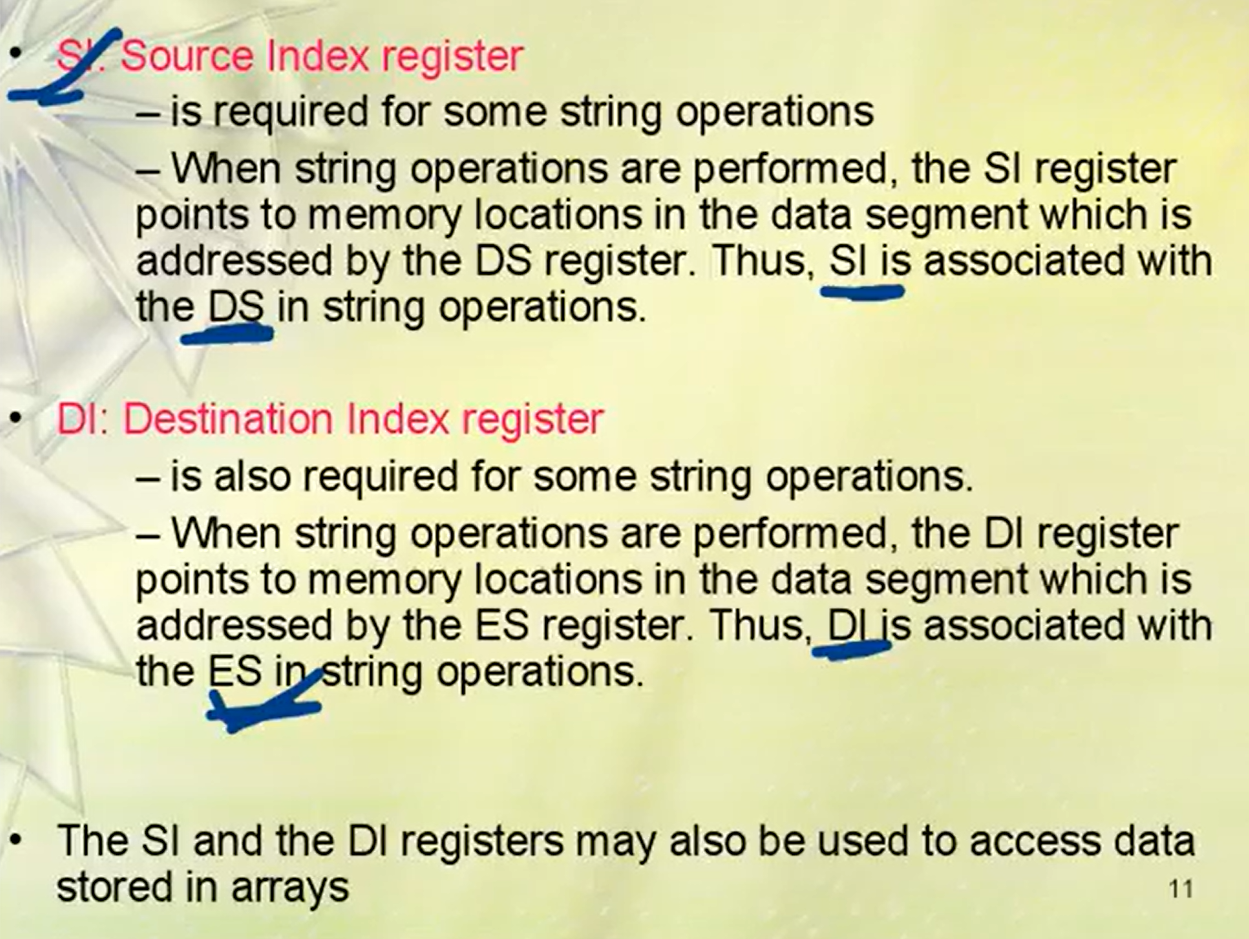 • SI: Source Index register
– is required for some string operations
– When string operations are performed, the SI register
points to memory locations in the data segment which is
addressed by the DS register. Thus, SI is associated with
the DS in string operations.
• DI: Destination Index register
– is also required for some string operations.
– When string operations are performed, the DI register
points to memory locations in the data segment which is
addressed by the ES register. Thus, DI is associated with
the ES in string operations.
• The SI and the DI registers may also be used to access data
stored in arrays
11